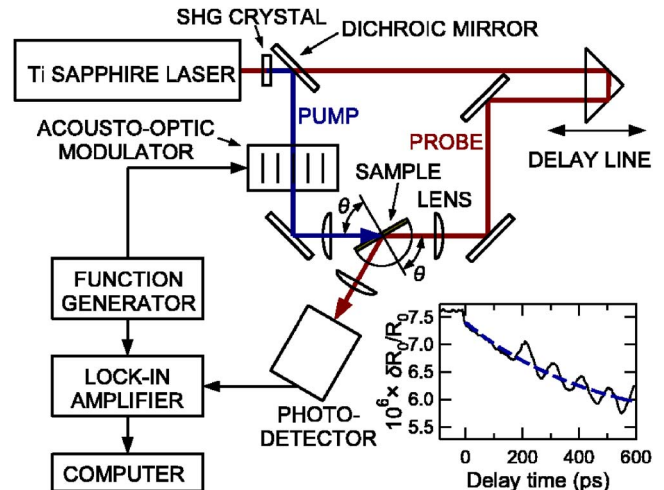 SHG CRYSTAL
DICHROIC MIRROR
Ti SAPPHIRE LASER
PUMP
PROBE
ACOUSTO-OPTIC
MODULATOR
DELAY LINE
SAMPLE
LENS
θ
θ
FUNCTION
GENERATOR
LOCK-IN
AMPLIFIER
COMPUTER
PHOTO-
DETECTOR
10⁶× δR₀/R₀
7.5
7.0
6.5
6.0
5.5
0 200 400 600
Delay time (ps)